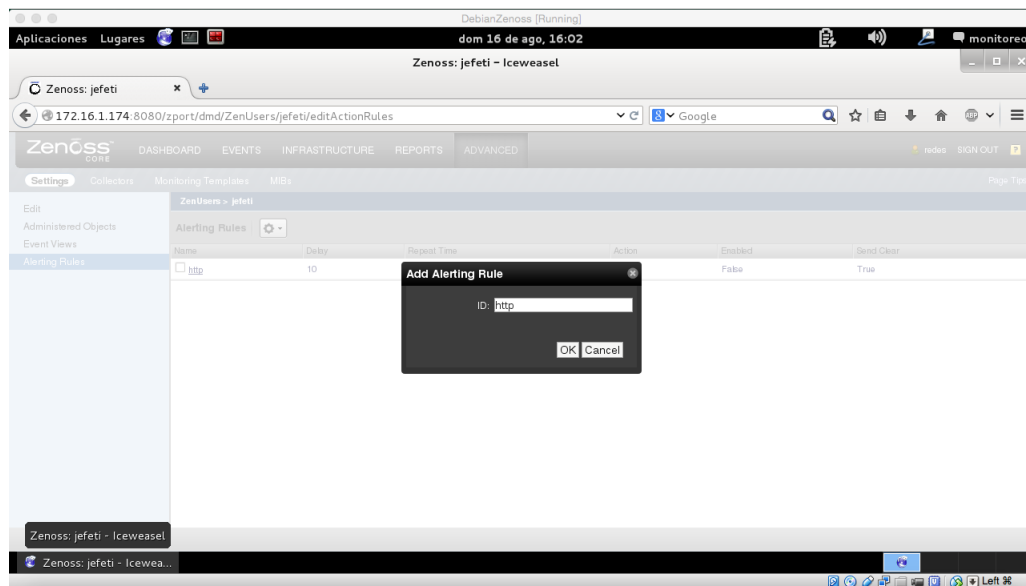 DebianZenoss [Running]
Aplicaciones Lugares dom 16 de ago, 16:02 monitoreo
Zenoss: jefeti - Iceweasel
Zenoss: jefeti
172.16.1.174:8080/zport/dmd/ZenUsers/jefeti/editActionRules Google
Zenoss CORE DASHBOARD EVENTS INFRASTRUCTURE REPORTS ADVANCED redes SIGN OUT ?
Settings Collectors Monitoring Templates MIBs Page Tips
ZenUsers > jefeti
Edit
Administered Objects
Event Views
Alerting Rules
Alerting Rules
Name Delay Repeat Time Action Enabled Send Clear
http 10 False True
Add Alerting Rule
ID: http
OK Cancel
Zenoss: jefeti - Iceweasel
Zenoss: jefeti - Icewea...
Left ⌘